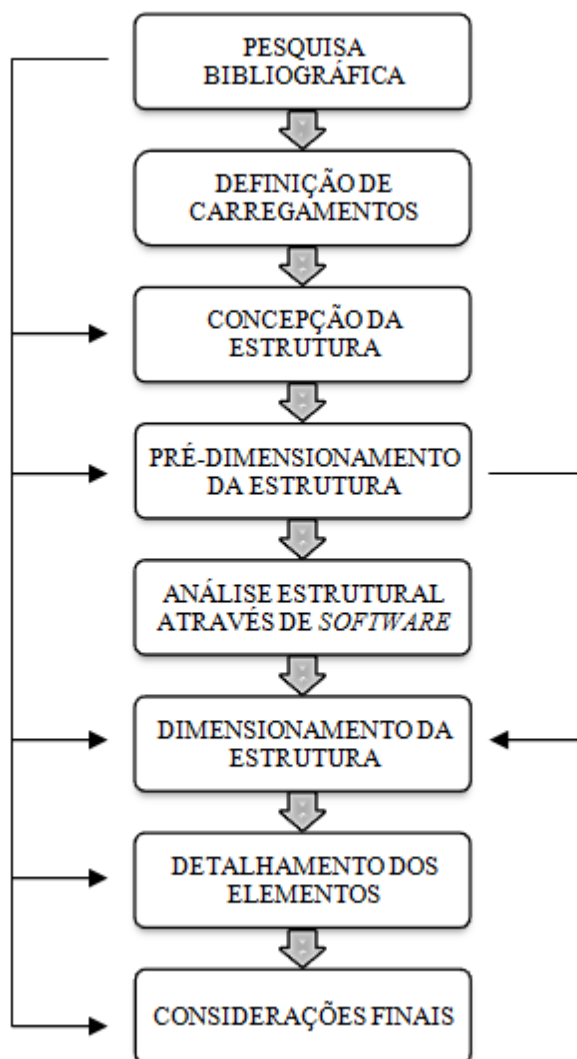 PESQUISA
BIBLIOGRÁFICA
DEFINIÇÃO DE
CARREGAMENTOS
CONCEPÇÃO DA
ESTRUTURA
PRÉ-DIMENSIONAMENTO
DA ESTRUTURA
ANÁLISE ESTRUTURAL
ATRAVÉS DE SOFTWARE
DIMENSIONAMENTO DA
ESTRUTURA
DETALHAMENTO DOS
ELEMENTOS
CONSIDERAÇÕES FINAIS